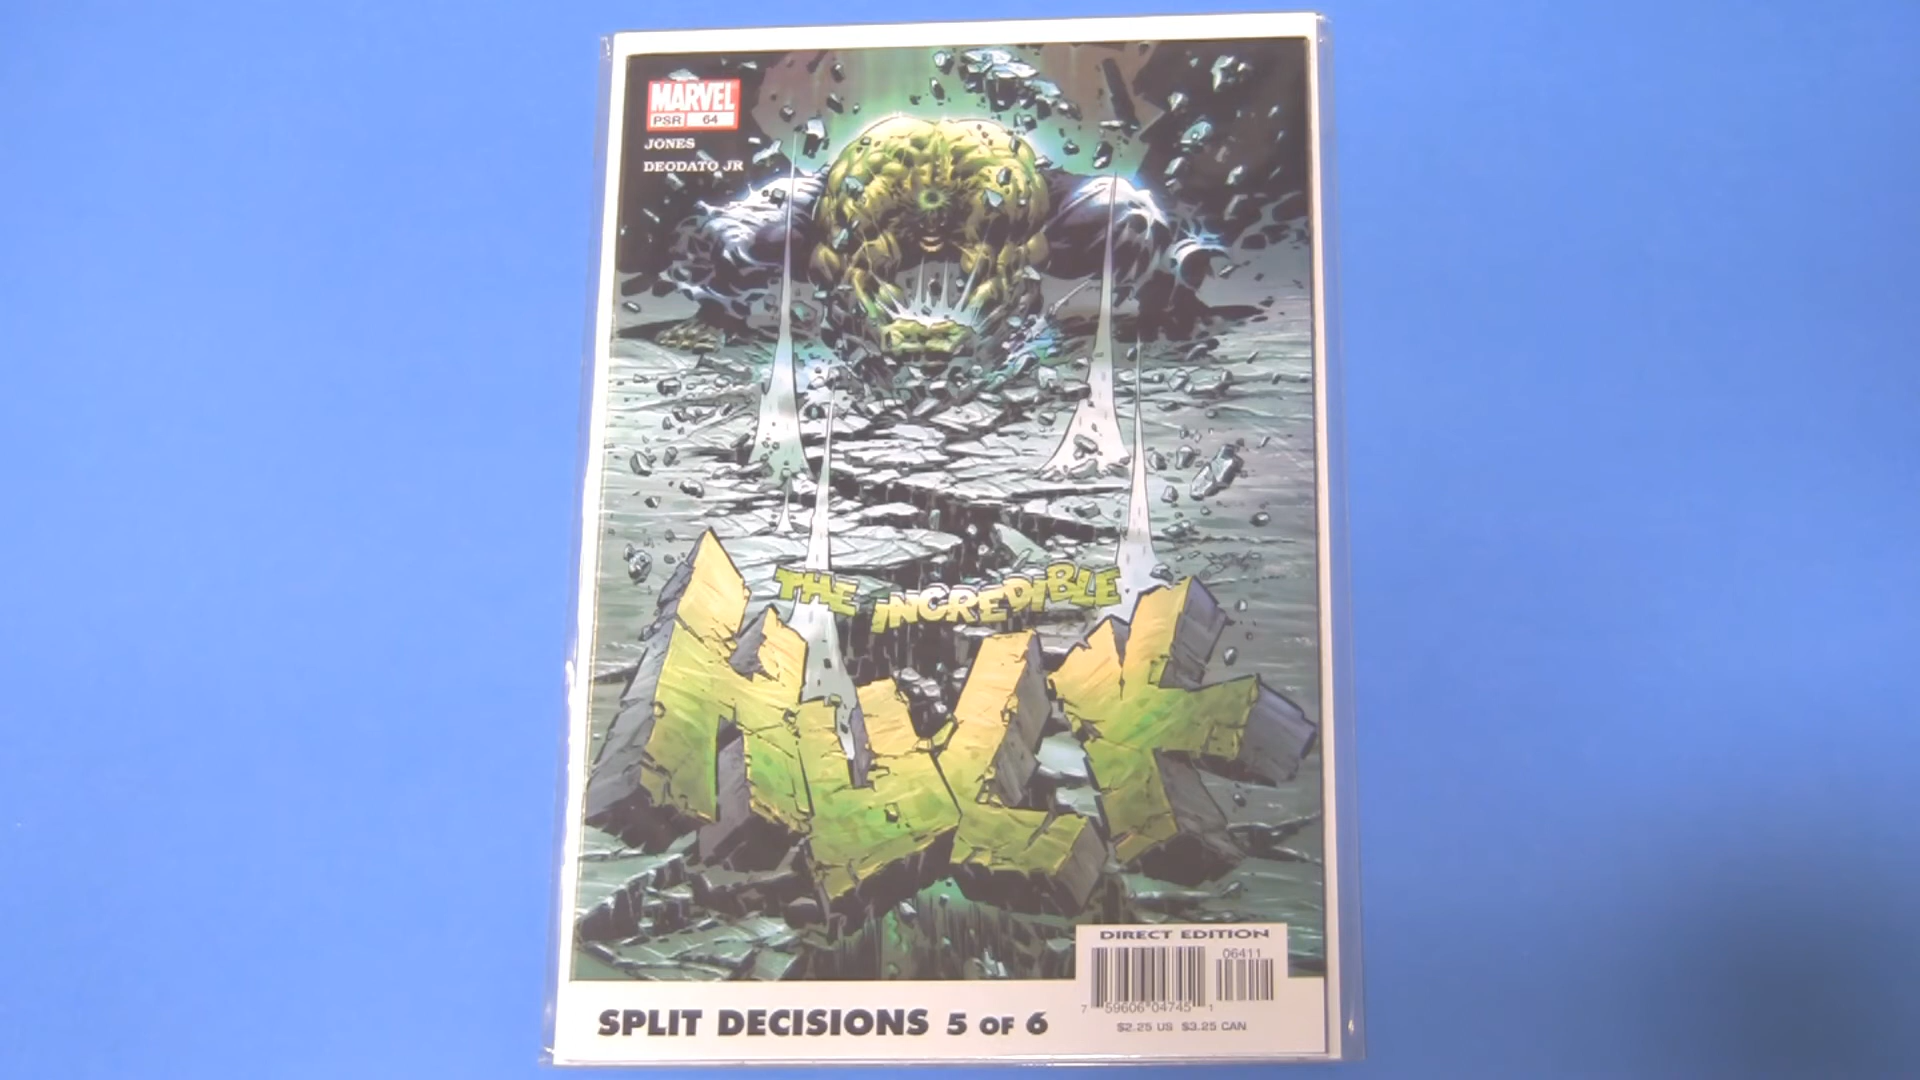 MARVEL
PSR 64
JONES
DEODATO JR
THE INCREDIBLE
HULK
DIRECT EDITION
06411
7 59606 04745 1
$2.25 US $3.25 CAN
SPLIT DECISIONS 5 OF 6